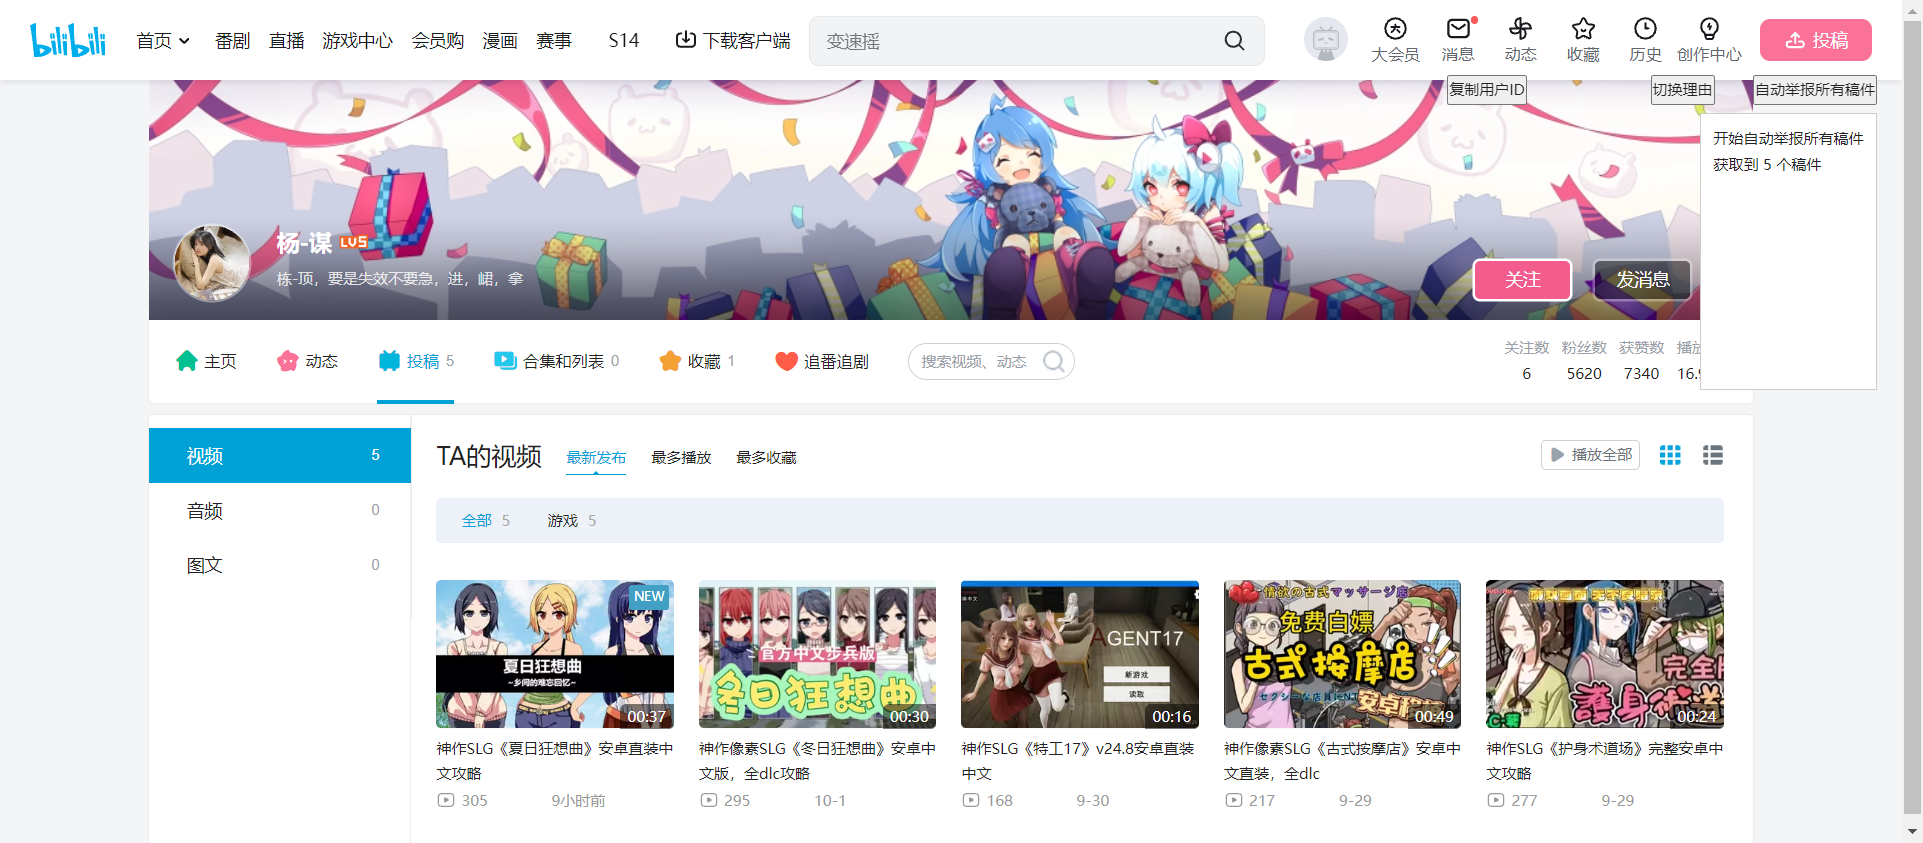 bilibili
首页
番剧
直播
游戏中心
会员购
漫画
赛事
S14
下载客户端
变速摇
大会员
消息
动态
收藏
历史
创作中心
投稿
复制用户ID
切换理由
自动举报所有稿件
开始自动举报所有稿件
获取到 5 个稿件
杨-谋 LV5
栋-顶，要是失效不要急，进，峮，拿
关注
发消息
主页
动态
投稿 5
合集和列表 0
收藏 1
追番追剧
搜索视频、动态
关注数 粉丝数 获赞数 播放
6 5620 7340 16.9
视频 5
音频 0
图文 0
TA的视频
最新发布
最多播放
最多收藏
播放全部
全部 5
游戏 5
NEW
夏日狂想曲
~乡间的难忘回忆~
00:37
神作SLG《夏日狂想曲》安卓直装中
文攻略
305 9小时前
官方中文步兵版
冬日狂想曲
00:30
神作像素SLG《冬日狂想曲》安卓中
文版，全dlc攻略
295 10-1
AGENT17
新游戏
读取
00:16
神作SLG《特工17》v24.8安卓直装
中文
168 9-30
情欲の古式マッサージ店
免费白嫖
古式按摩店
00:49
神作像素SLG《古式按摩店》安卓中
文直装，全dlc
217 9-29
護身術道
00:24
神作SLG《护身术道场》完整安卓中
文攻略
277 9-29